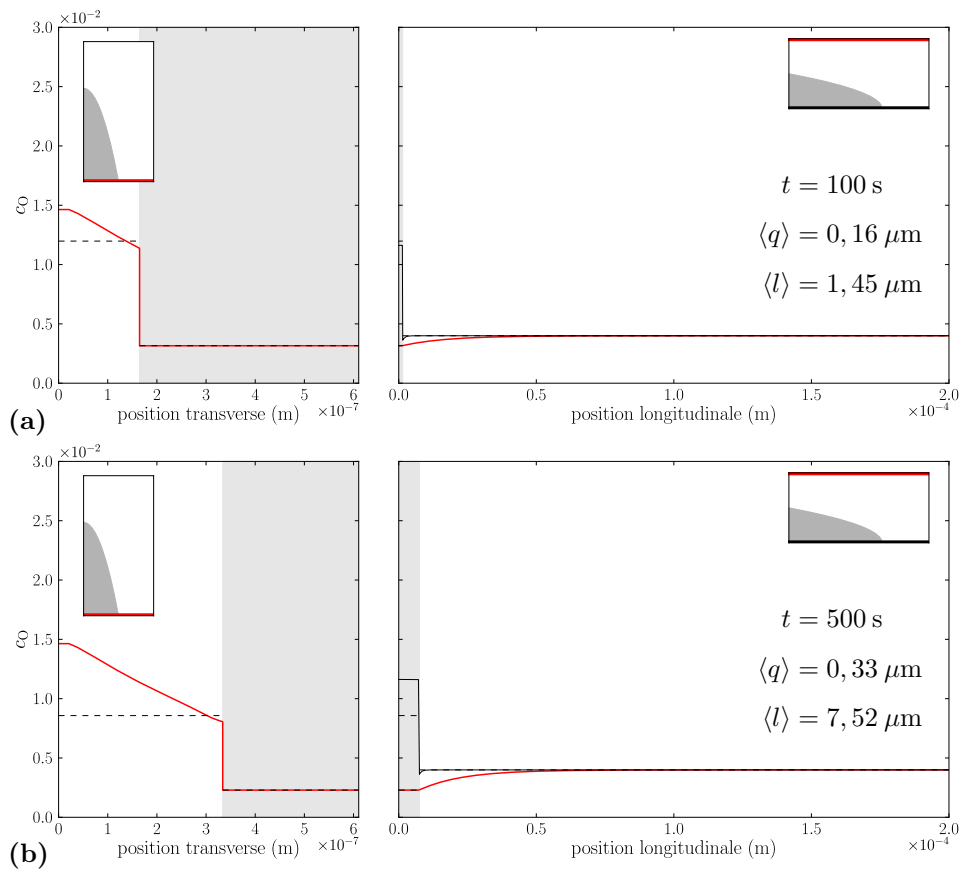 ×10⁻²
3.0
2.5
2.0
1.5
1.0
0.5
0.0
c_O
0 1 2 3 4 5 6
×10⁻⁷
position transverse (m)
t = 100 s
⟨q⟩ = 0, 16 μm
⟨l⟩ = 1, 45 μm
0.0 0.5 1.0 1.5 2.0
×10⁻⁴
position longitudinale (m)
(a)
×10⁻²
3.0
2.5
2.0
1.5
1.0
0.5
0.0
c_O
0 1 2 3 4 5 6
×10⁻⁷
position transverse (m)
t = 500 s
⟨q⟩ = 0, 33 μm
⟨l⟩ = 7, 52 μm
0.0 0.5 1.0 1.5 2.0
×10⁻⁴
position longitudinale (m)
(b)